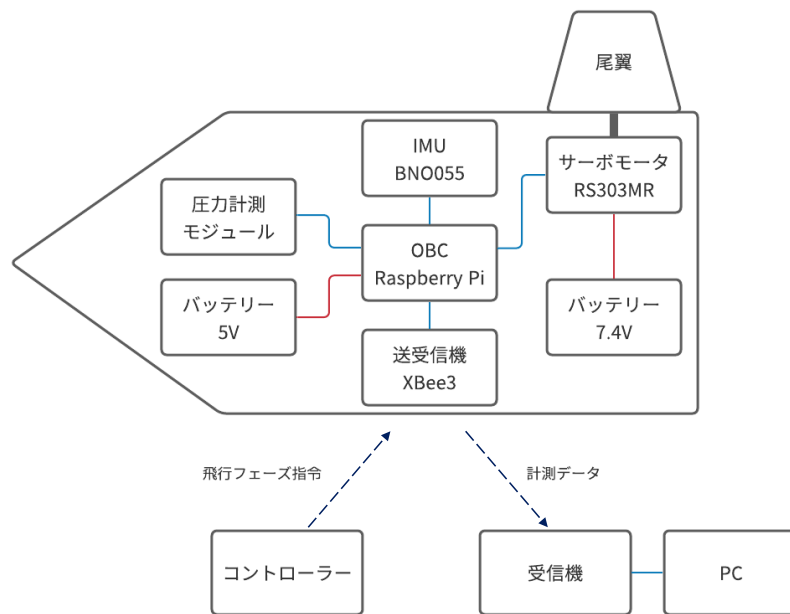 尾翼
IMU
BNO055
サーボモータ
RS303MR
圧力計測
モジュール
OBC
Raspberry Pi
バッテリー
5V
バッテリー
7.4V
送受信機
XBee3
飛行フェーズ指令
計測データ
コントローラー
受信機
PC